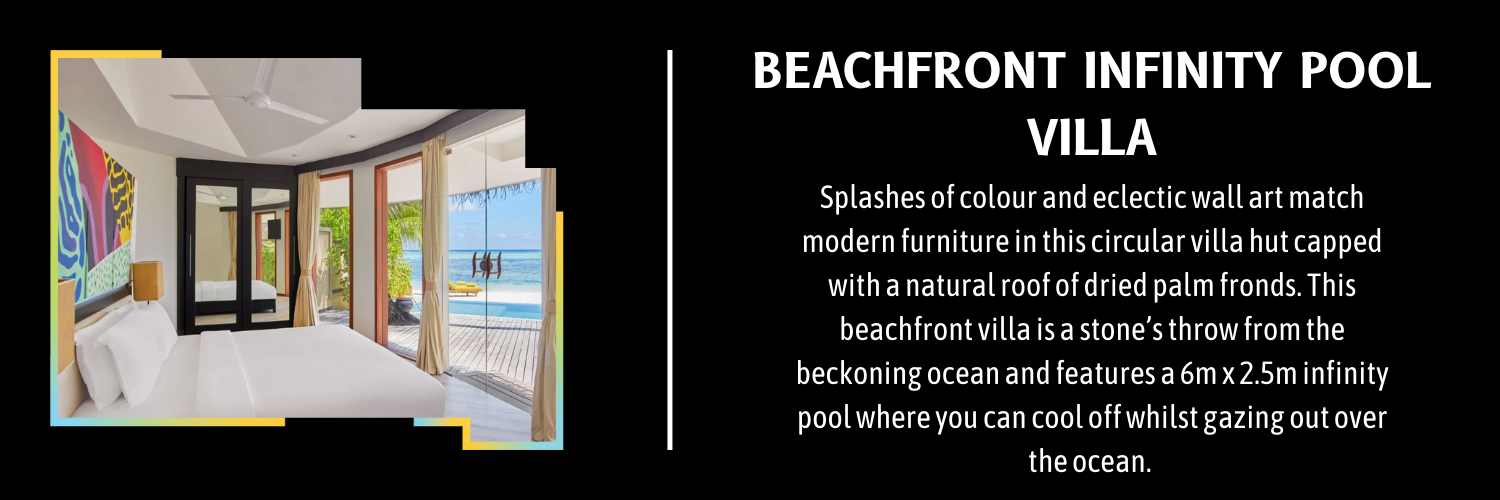 BEACHFRONT INFINITY POOL
VILLA
Splashes of colour and eclectic wall art match
modern furniture in this circular villa hut capped
with a natural roof of dried palm fronds. This
beachfront villa is a stone’s throw from the
beckoning ocean and features a 6m x 2.5m infinity
pool where you can cool off whilst gazing out over
the ocean.